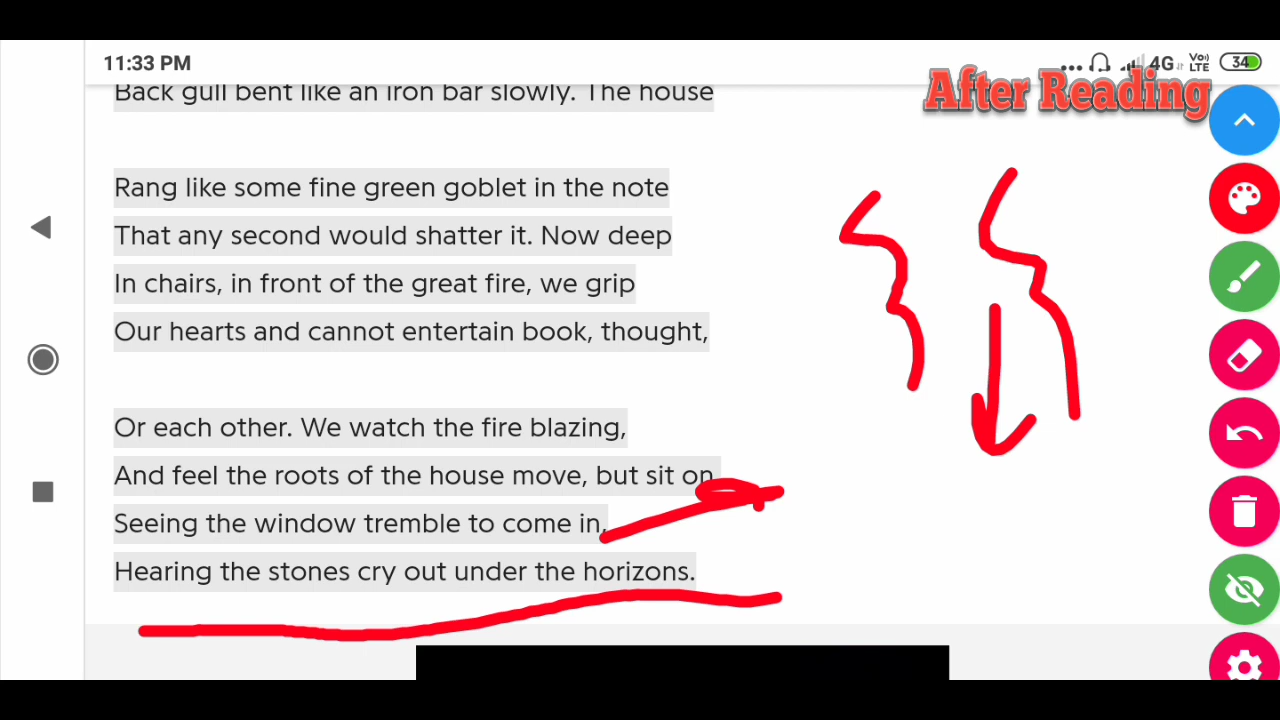 11:33 PM
4G
Vo) LTE
34
After Reading
Back gull bent like an iron bar slowly. The house
Rang like some fine green goblet in the note
That any second would shatter it. Now deep
In chairs, in front of the great fire, we grip
Our hearts and cannot entertain book, thought,
Or each other. We watch the fire blazing,
And feel the roots of the house move, but sit on,
Seeing the window tremble to come in,
Hearing the stones cry out under the horizons.